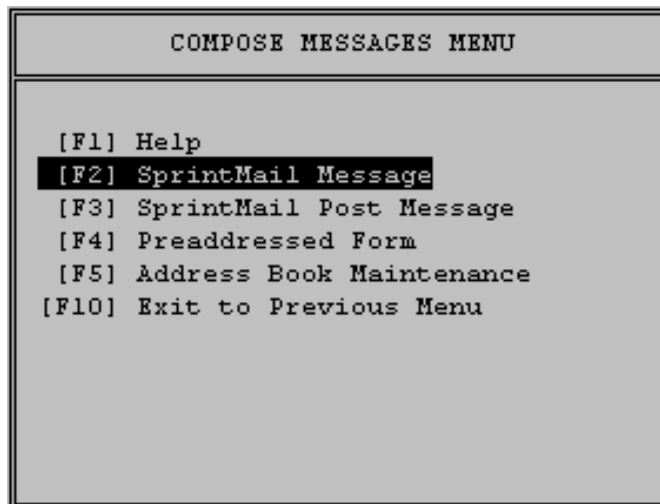 COMPOSE MESSAGES MENU
[F1] Help
[F2] SprintMail Message
[F3] SprintMail Post Message
[F4] Preaddressed Form
[F5] Address Book Maintenance
[F10] Exit to Previous Menu